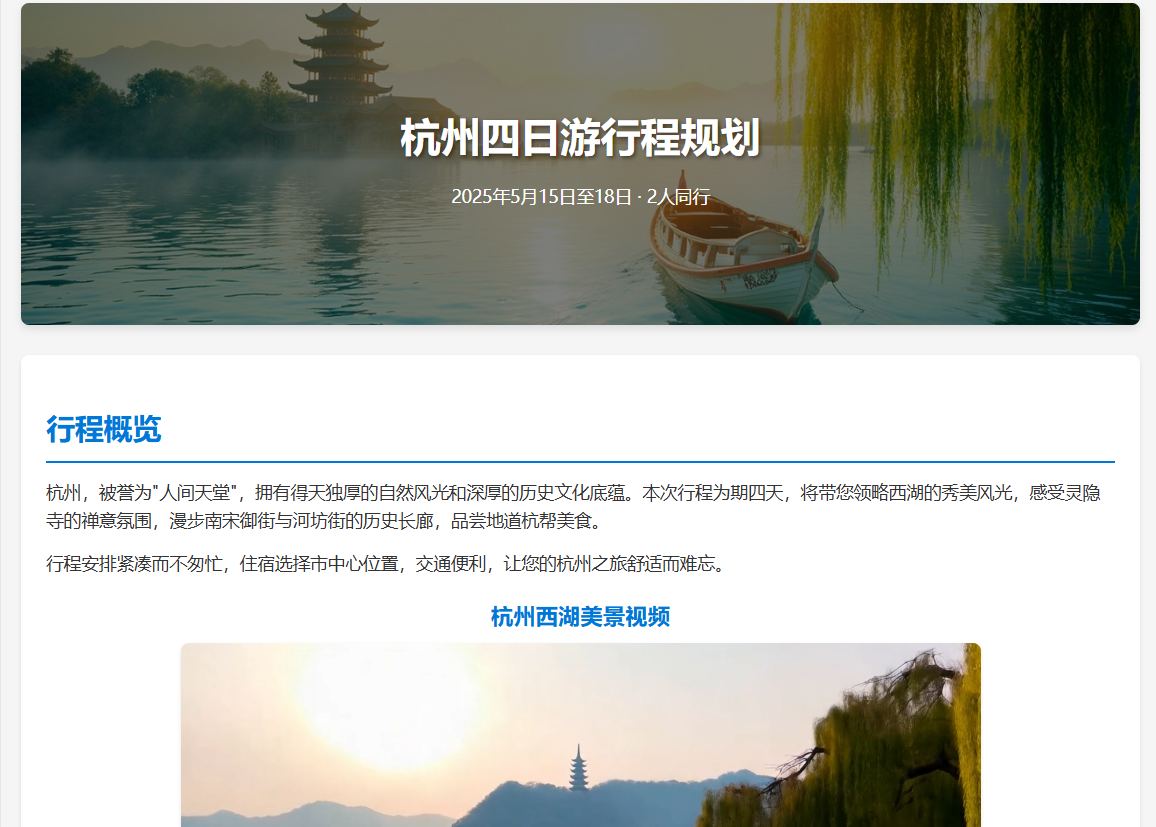 杭州四日游行程规划
2025年5月15日至18日 · 2人同行
行程概览
杭州，被誉为"人间天堂"，拥有得天独厚的自然风光和深厚的历史文化底蕴。本次行程为期四天，将带您领略西湖的秀美风光，感受灵隐
寺的禅意氛围，漫步南宋御街与河坊街的历史长廊，品尝地道杭帮美食。
行程安排紧凑而不匆忙，住宿选择市中心位置，交通便利，让您的杭州之旅舒适而难忘。
杭州西湖美景视频